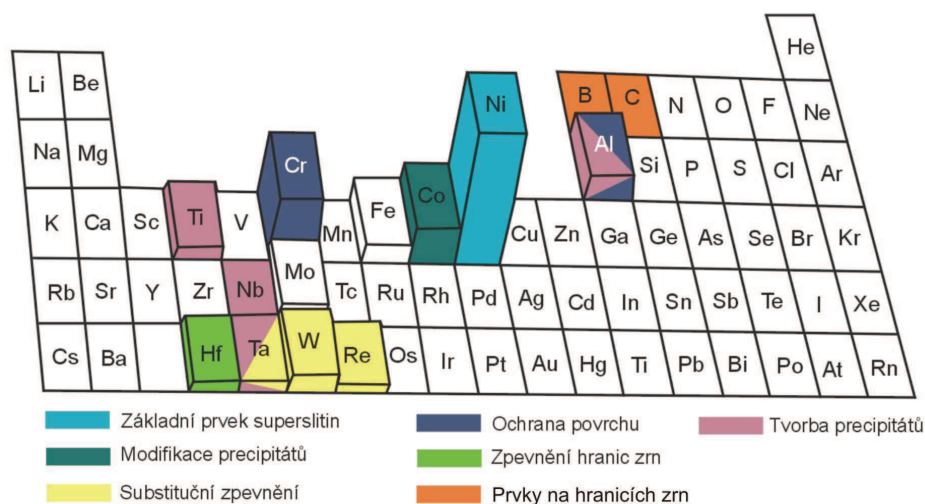 He
Li Be B C N O F Ne
Na Mg Al Si P S Cl Ar
K Ca Sc Ti V Cr Mn Fe Co Ni Cu Zn Ga Ge As Se Br Kr
Rb Sr Y Zr Nb Mo Tc Ru Rh Pd Ag Cd In Sn Sb Te I Xe
Cs Ba Hf Ta W Re Os Ir Pt Au Hg Ti Pb Bi Po At Rn
Základní prvek superslitin Ochrana povrchu Tvorba precipitátů
Modifikace precipitátů Zpevnění hranic zrn
Substituční zpevnění Prvky na hranicích zrn